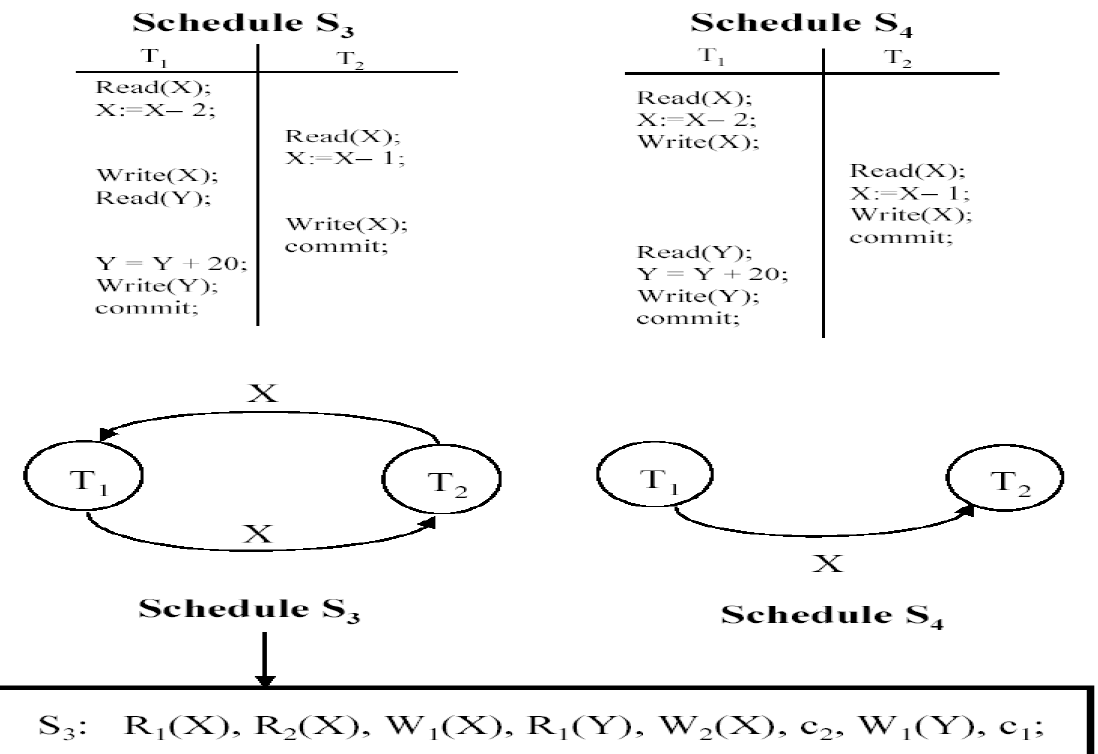 Schedule S₃
T₁ T₂
Read(X);
X:=X– 2;
Read(X);
X:=X– 1;
Write(X);
Read(Y);
Write(X);
commit;
Y = Y + 20;
Write(Y);
commit;
Schedule S₄
T₁ T₂
Read(X);
X:=X– 2;
Write(X);
Read(X);
X:=X– 1;
Write(X);
commit;
Read(Y);
Y = Y + 20;
Write(Y);
commit;
X
T₁ T₂
X
Schedule S₃
T₁ T₂
X
Schedule S₄
S₃: R₁(X), R₂(X), W₁(X), R₁(Y), W₂(X), c₂, W₁(Y), c₁;